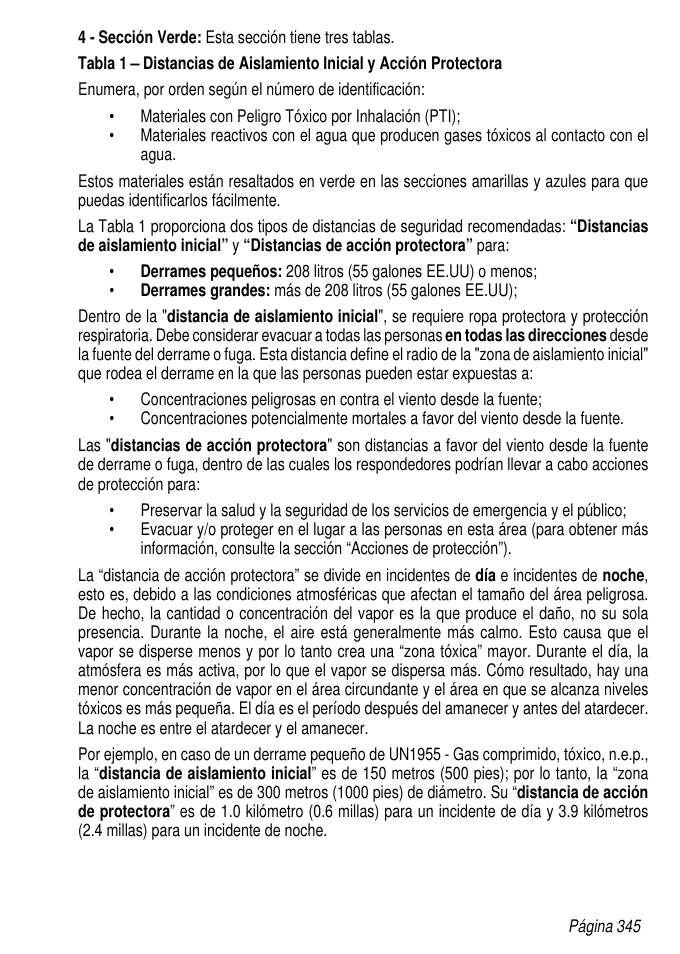 4 - Sección Verde: Esta sección tiene tres tablas.
Tabla 1 – Distancias de Aislamiento Inicial y Acción Protectora
Enumera, por orden según el número de identificación:
• Materiales con Peligro Tóxico por Inhalación (PTI);
• Materiales reactivos con el agua que producen gases tóxicos al contacto con el
agua.
Estos materiales están resaltados en verde en las secciones amarillas y azules para que
puedas identificarlos fácilmente.
La Tabla 1 proporciona dos tipos de distancias de seguridad recomendadas: “Distancias
de aislamiento inicial” y “Distancias de acción protectora” para:
• Derrames pequeños: 208 litros (55 galones EE.UU) o menos;
• Derrames grandes: más de 208 litros (55 galones EE.UU);
Dentro de la "distancia de aislamiento inicial", se requiere ropa protectora y protección
respiratoria. Debe considerar evacuar a todas las personas en todas las direcciones desde
la fuente del derrame o fuga. Esta distancia define el radio de la "zona de aislamiento inicial"
que rodea el derrame en la que las personas pueden estar expuestas a:
• Concentraciones peligrosas en contra el viento desde la fuente;
• Concentraciones potencialmente mortales a favor del viento desde la fuente.
Las "distancias de acción protectora" son distancias a favor del viento desde la fuente
de derrame o fuga, dentro de las cuales los respondedores podrían llevar a cabo acciones
de protección para:
• Preservar la salud y la seguridad de los servicios de emergencia y el público;
• Evacuar y/o proteger en el lugar a las personas en esta área (para obtener más
información, consulte la sección “Acciones de protección”).
La “distancia de acción protectora” se divide en incidentes de día e incidentes de noche,
esto es, debido a las condiciones atmosféricas que afectan el tamaño del área peligrosa.
De hecho, la cantidad o concentración del vapor es la que produce el daño, no su sola
presencia. Durante la noche, el aire está generalmente más calmo. Esto causa que el
vapor se disperse menos y por lo tanto crea una “zona tóxica” mayor. Durante el día, la
atmósfera es más activa, por lo que el vapor se dispersa más. Cómo resultado, hay una
menor concentración de vapor en el área circundante y el área en que se alcanza niveles
tóxicos es más pequeña. El día es el período después del amanecer y antes del atardecer.
La noche es entre el atardecer y el amanecer.
Por ejemplo, en caso de un derrame pequeño de UN1955 - Gas comprimido, tóxico, n.e.p.,
la “distancia de aislamiento inicial” es de 150 metros (500 pies); por lo tanto, la “zona
de aislamiento inicial” es de 300 metros (1000 pies) de diámetro. Su “distancia de acción
de protectora” es de 1.0 kilómetro (0.6 millas) para un incidente de día y 3.9 kilómetros
(2.4 millas) para un incidente de noche.
Página 345